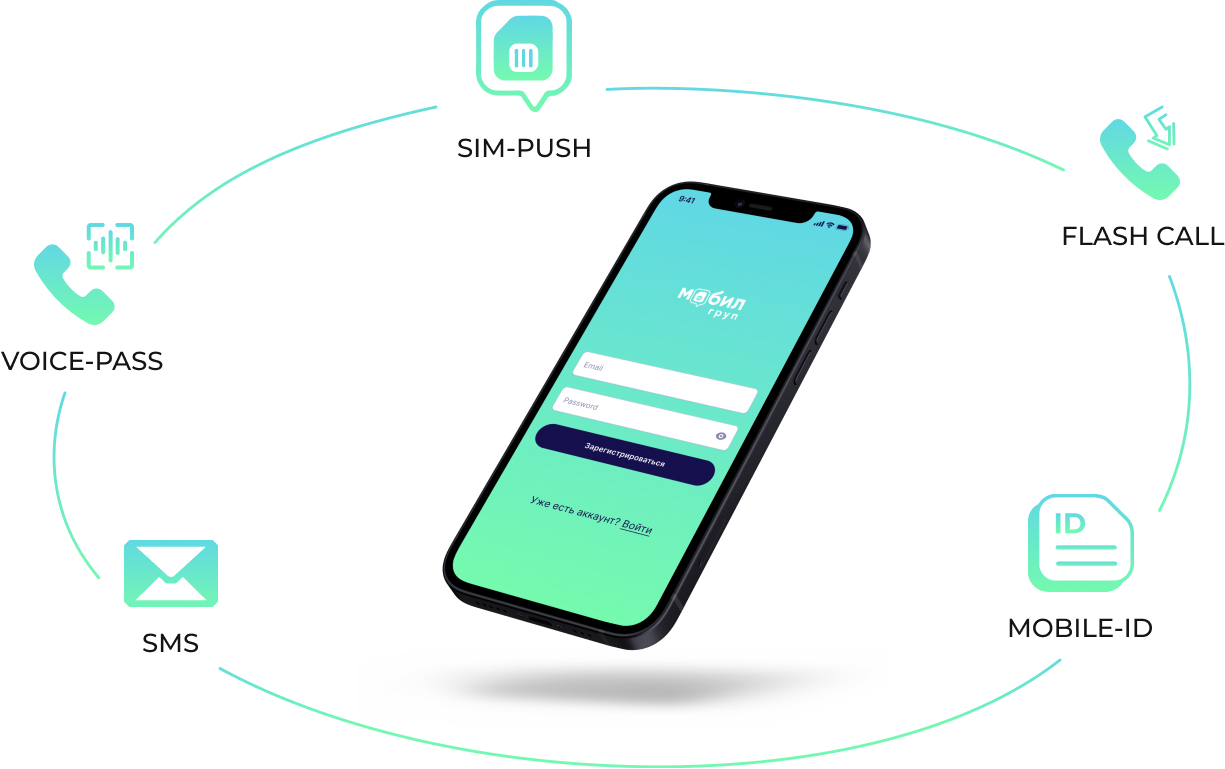 SIM-PUSH
FLASH CALL
VOICE-PASS
9:41
мобил
груп
Email
Password
Зарегистрироваться
Уже есть аккаунт? Войти
ID
MOBILE-ID
SMS